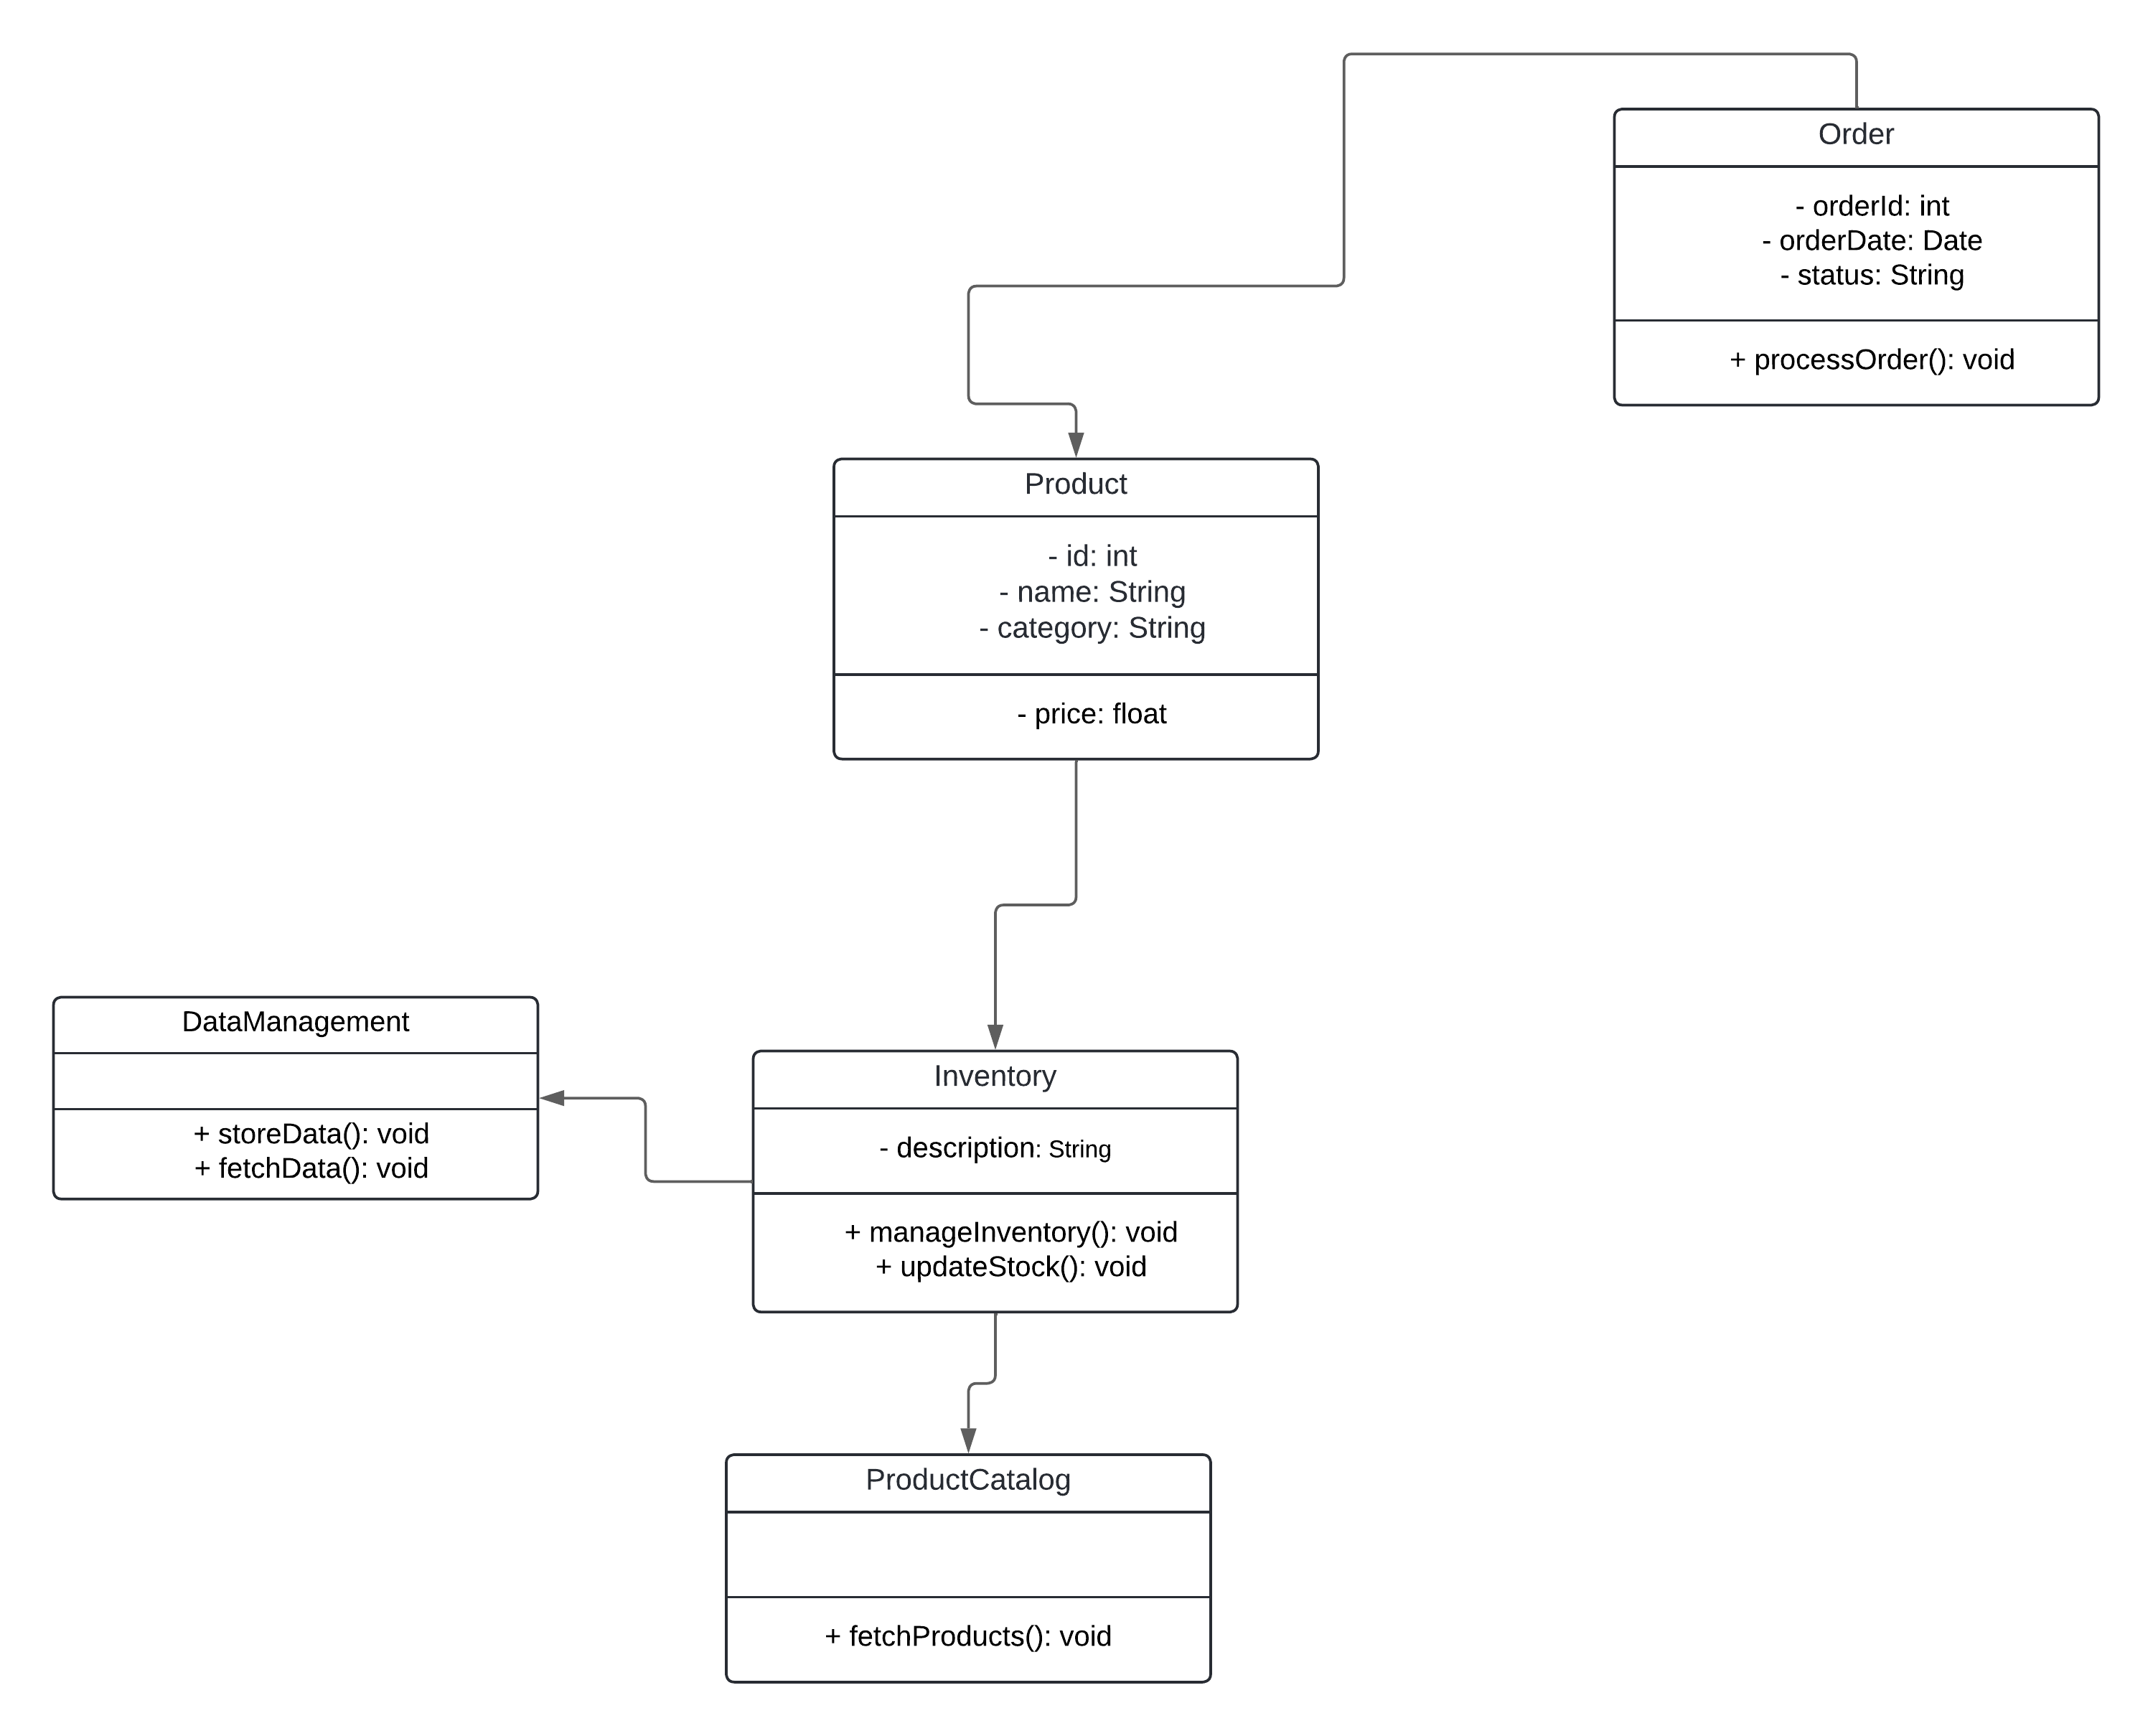 Order
- orderId: int
- orderDate: Date
- status: String
+ processOrder(): void
Product
- id: int
- name: String
- category: String
- price: float
DataManagement
+ storeData(): void
+ fetchData(): void
Inventory
- description: String
+ manageInventory(): void
+ updateStock(): void
ProductCatalog
+ fetchProducts(): void